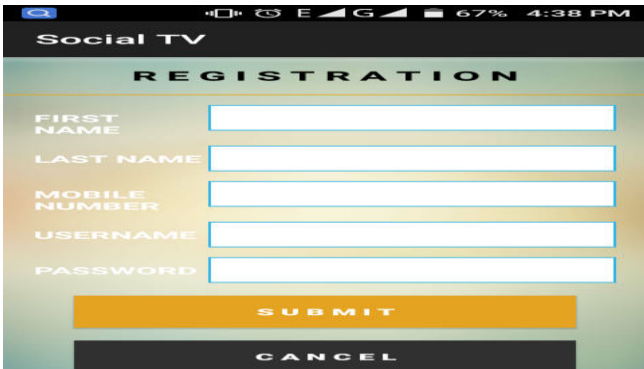 E G 67% 4:38 PM
Social TV
REGISTRATION
FIRST
NAME
LAST NAME
MOBILE
NUMBER
USERNAME
PASSWORD
SUBMIT
CANCEL